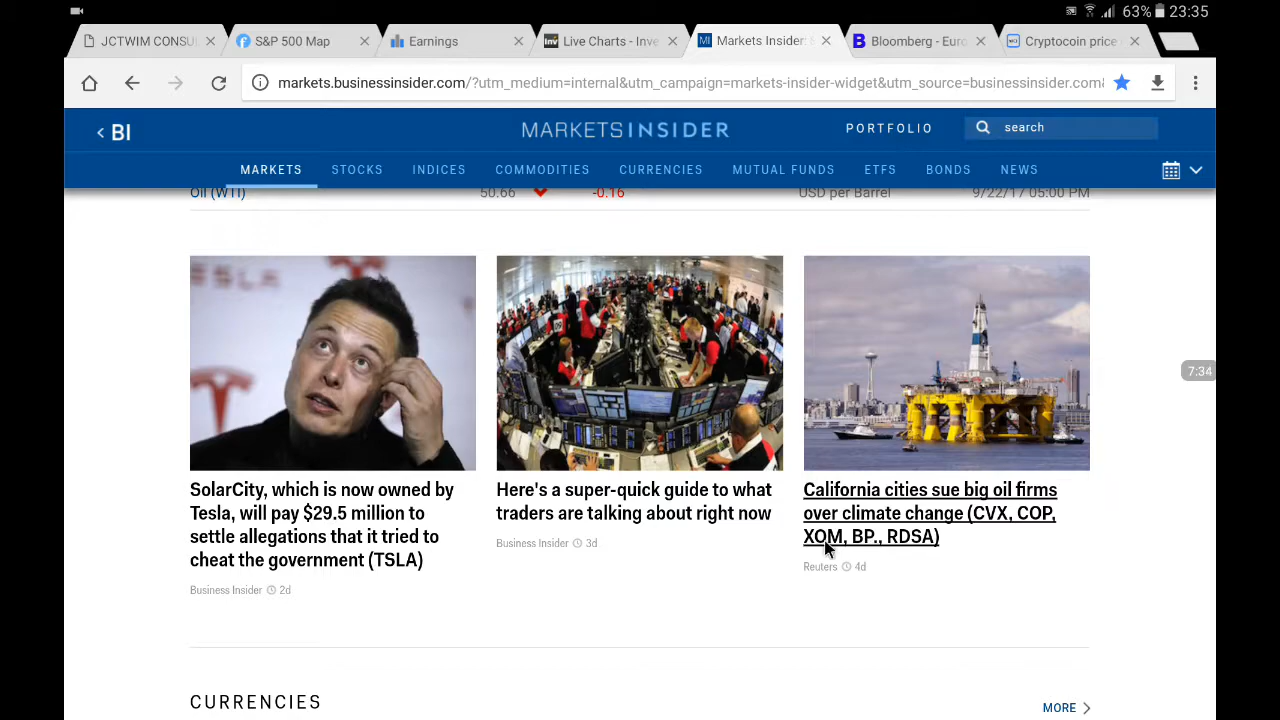 63% 23:35
JCTWIM CONSU
S&P 500 Map
Earnings
Inv Live Charts - Inve
MI Markets Insider:
B Bloomberg - Euro
Cryptocoin price
markets.businessinsider.com/?utm_medium=internal&utm_campaign=markets-insider-widget&utm_source=businessinsider.com&
< BI
MARKETS INSIDER
PORTFOLIO
search
MARKETS STOCKS INDICES COMMODITIES CURRENCIES MUTUAL FUNDS ETFS BONDS NEWS
Oil (WTI) 50.66 -0.16 USD per Barrel 9/22/17 05:00 PM
TESLA
7:34
SolarCity, which is now owned by
Tesla, will pay $29.5 million to
settle allegations that it tried to
cheat the government (TSLA)
Business Insider 2d
Here's a super-quick guide to what
traders are talking about right now
Business Insider 3d
California cities sue big oil firms
over climate change (CVX, COP,
XOM, BP., RDSA)
Reuters 4d
CURRENCIES
MORE